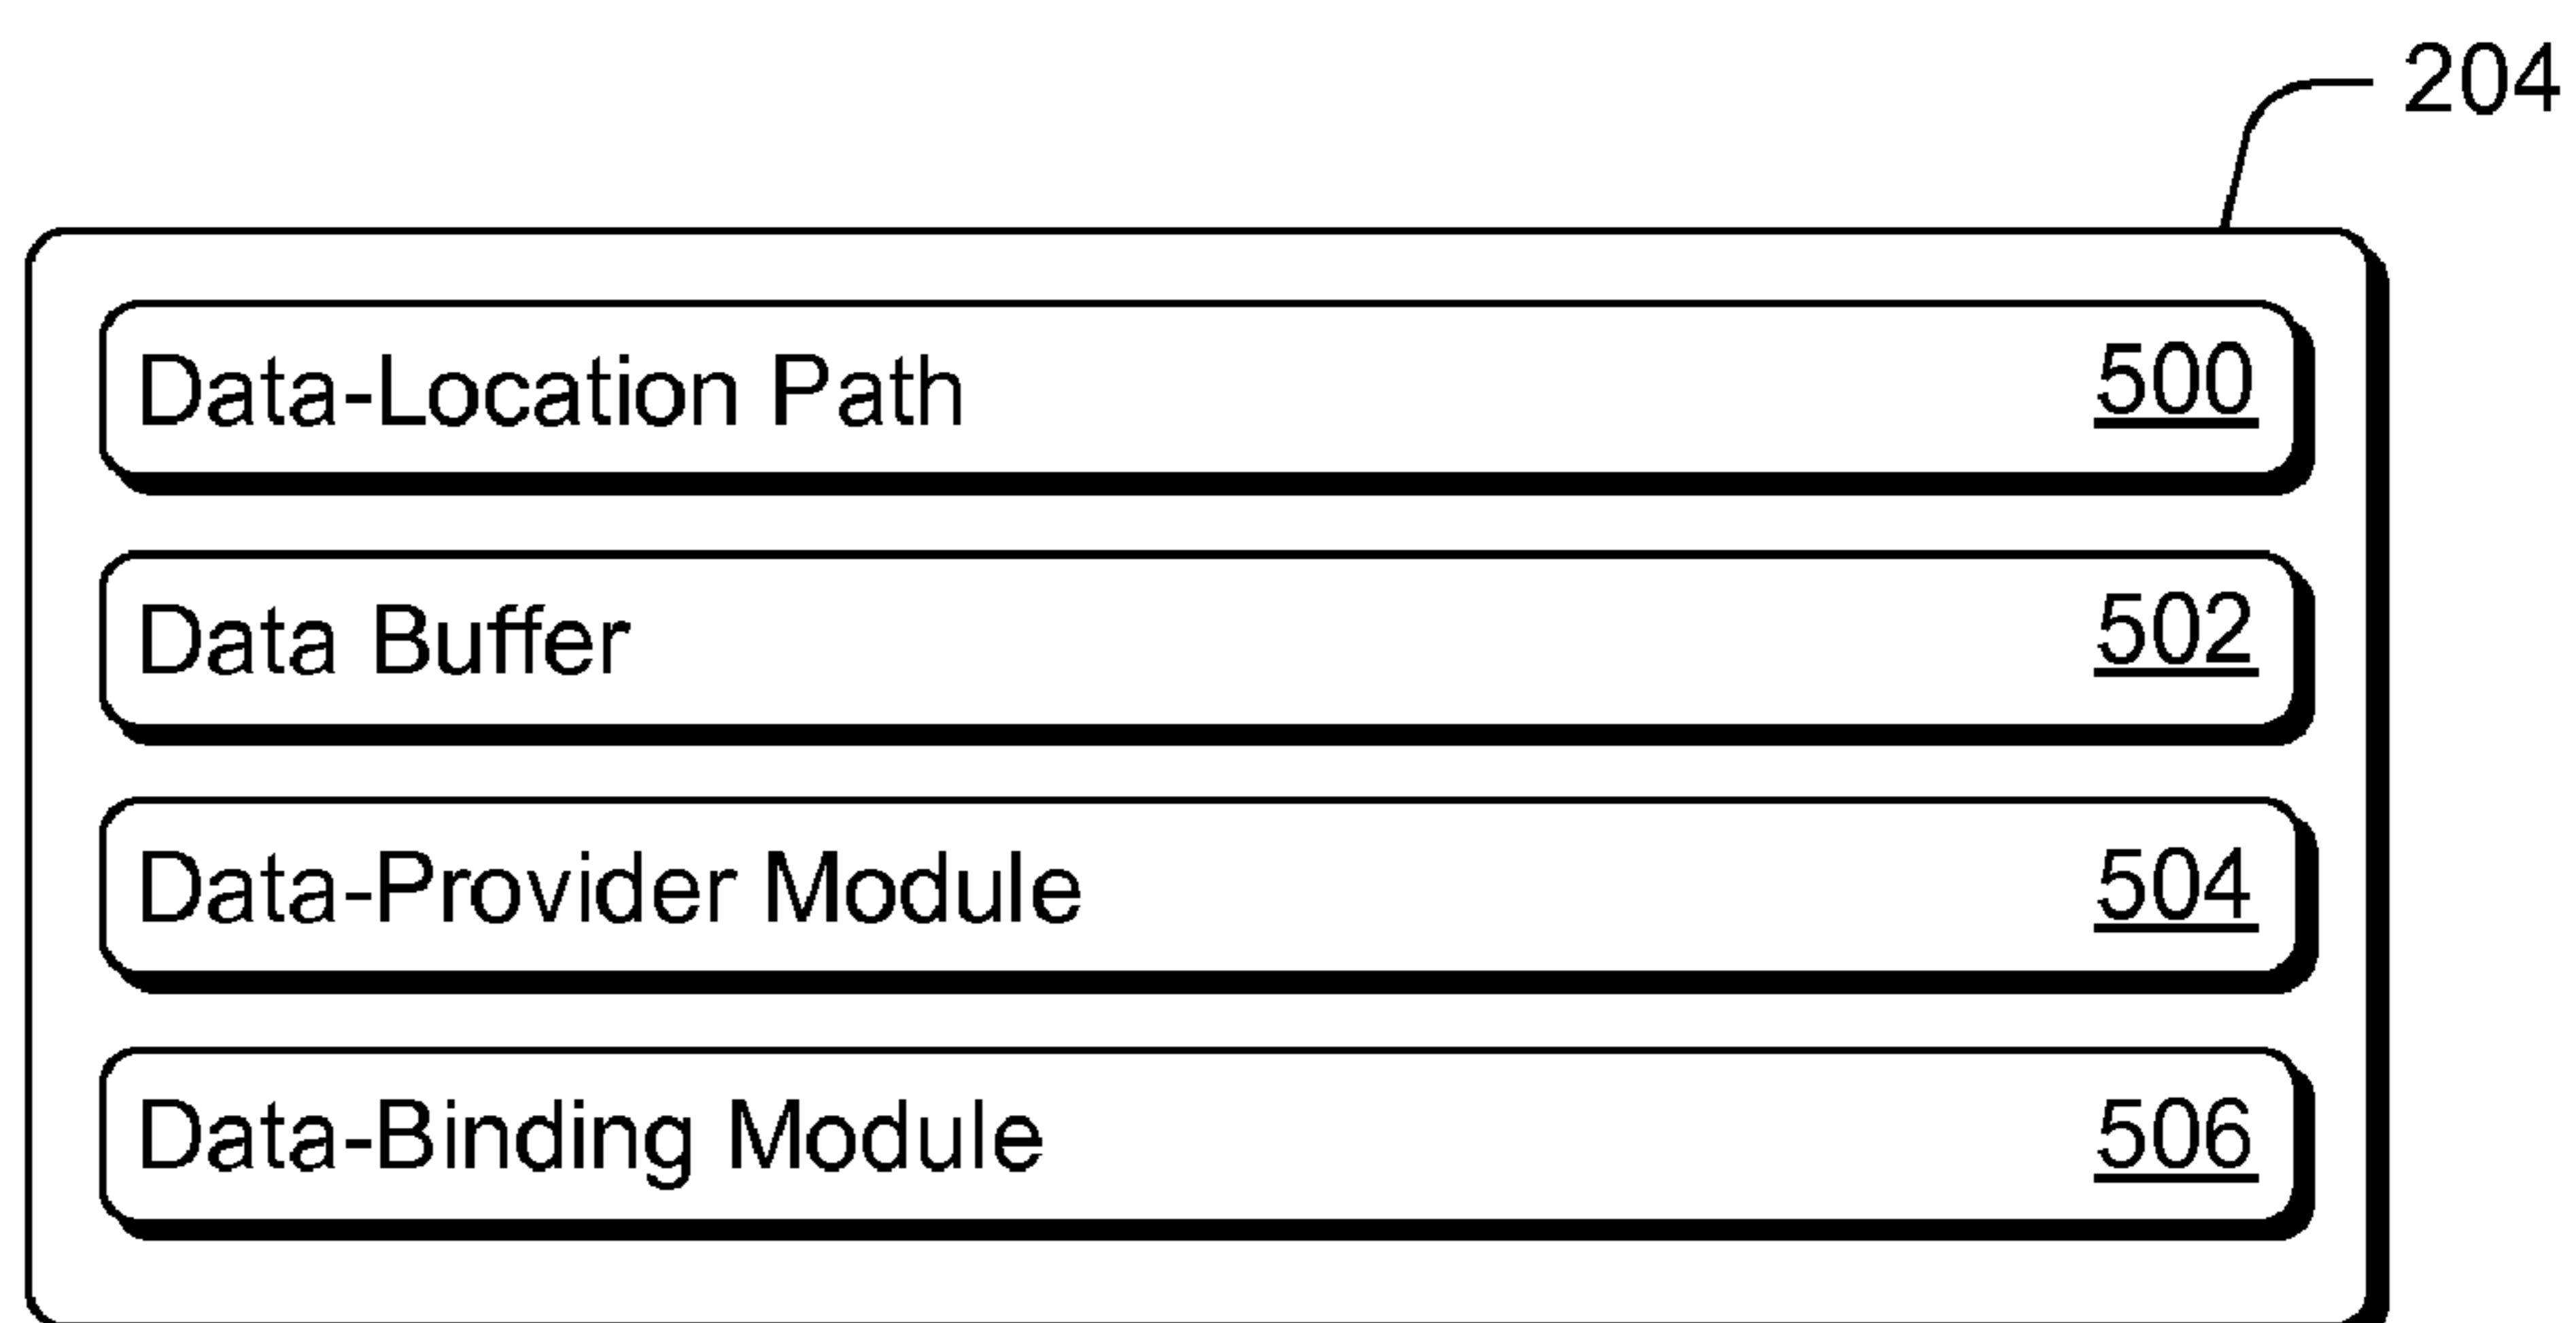 204
Data-Location Path 500
Data Buffer 502
Data-Provider Module 504
Data-Binding Module 506